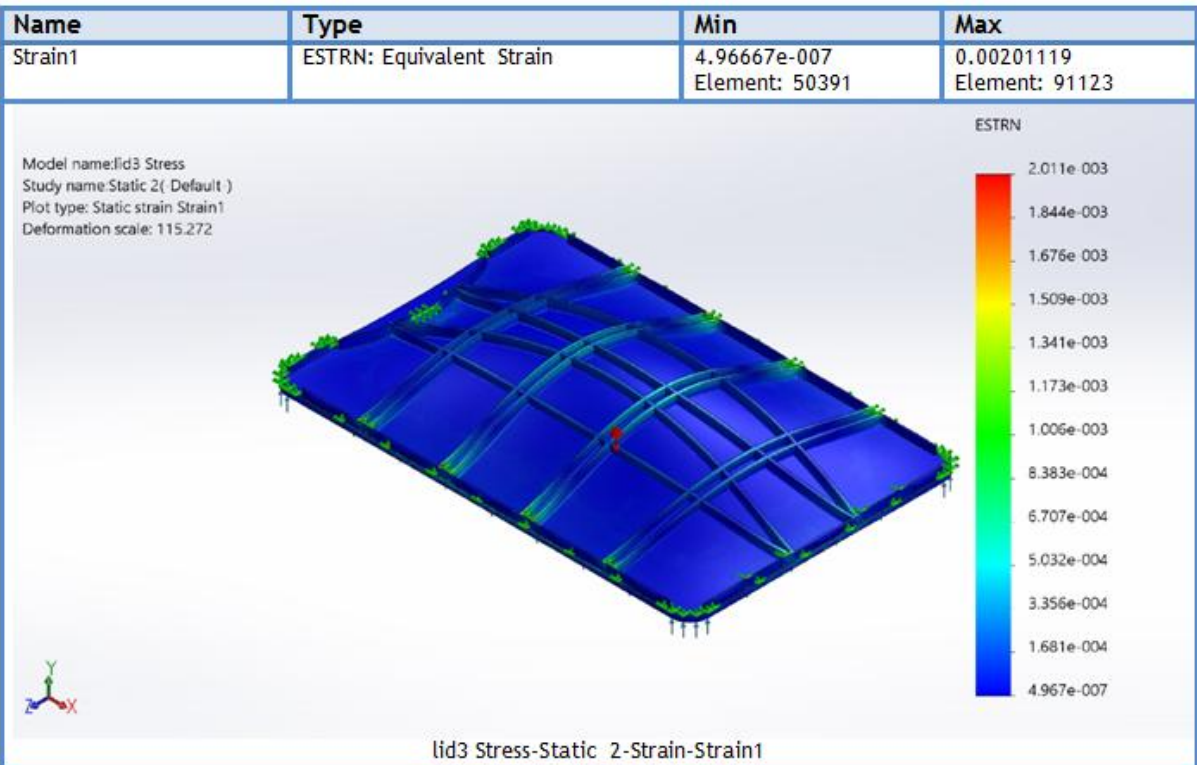 Name Type Min Max
Strain1 ESTRN: Equivalent Strain 4.96667e-007 0.00201119
Element: 50391 Element: 91123
ESTRN
Model name:lid3 Stress
Study name:Static 2( Default )
Plot type: Static strain Strain1
Deformation scale: 115.272
2.011e-003
1.844e-003
1.676e-003
1.509e-003
1.341e-003
1.173e-003
1.006e-003
8.383e-004
6.707e-004
5.032e-004
3.356e-004
1.681e-004
4.967e-007
Y
Z X
lid3 Stress-Static 2-Strain-Strain1